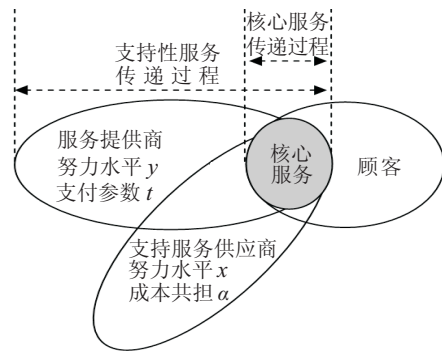 核心服务
传递过程
支持性服务
传递过程
服务提供商
努力水平 y
支付参数 t
核心
服务
顾客
支持服务供应商
努力水平 x
成本共担 α